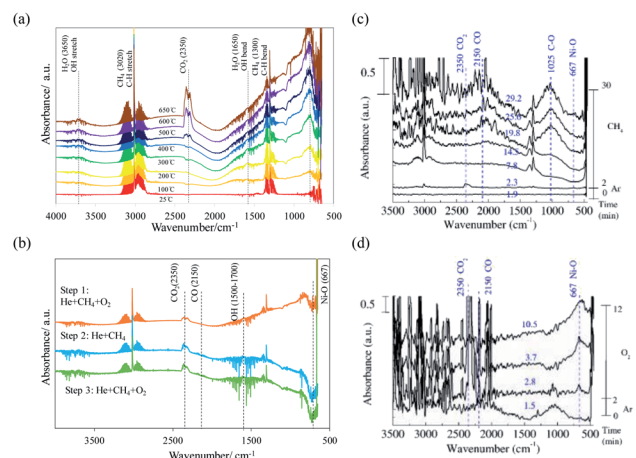 (a)
H₂O (3650)
OH stretch
CH₄ (3020)
C-H stretch
CO₂ (2350)
H₂O (1650)
OH bend
CH₄ (1300)
C-H bend
Absorbance/ a.u.
650℃
600℃
500℃
400℃
300℃
200℃
100℃
25℃
4000 3500 3000 2500 2000 1500 1000 500
Wavenumber/cm⁻¹
(b)
CO₂(2350)
CO (2150)
OH (1500-1700)
Ni-O (667)
Step 1:
He+CH₄+O₂
Step 2: He+CH₄
Step 3: He+CH₄+O₂
Absorbance/ a.u.
4000 2500 1500 500
Wavenumber/cm⁻¹
(c)
2350 CO₂
2150 CO
1025 C-O
667 Ni-O
0.5
Absorbance (a.u.)
29.2
19.8
7.8
2.3
1.9
30
CH₄
2
0
Ar
Time
(min)
3500 3000 2500 2000 1500 1000 500
Wavenumber (cm⁻¹)
(d)
2350 CO₂
2150 CO
667 Ni-O
0.5
Absorbance (a.u.)
10.5
3.7
2.8
1.5
12
O₂
2
0
Ar
Time
(min)
3500 3000 2500 2000 1500 1000 500
Wavenumber (cm⁻¹)